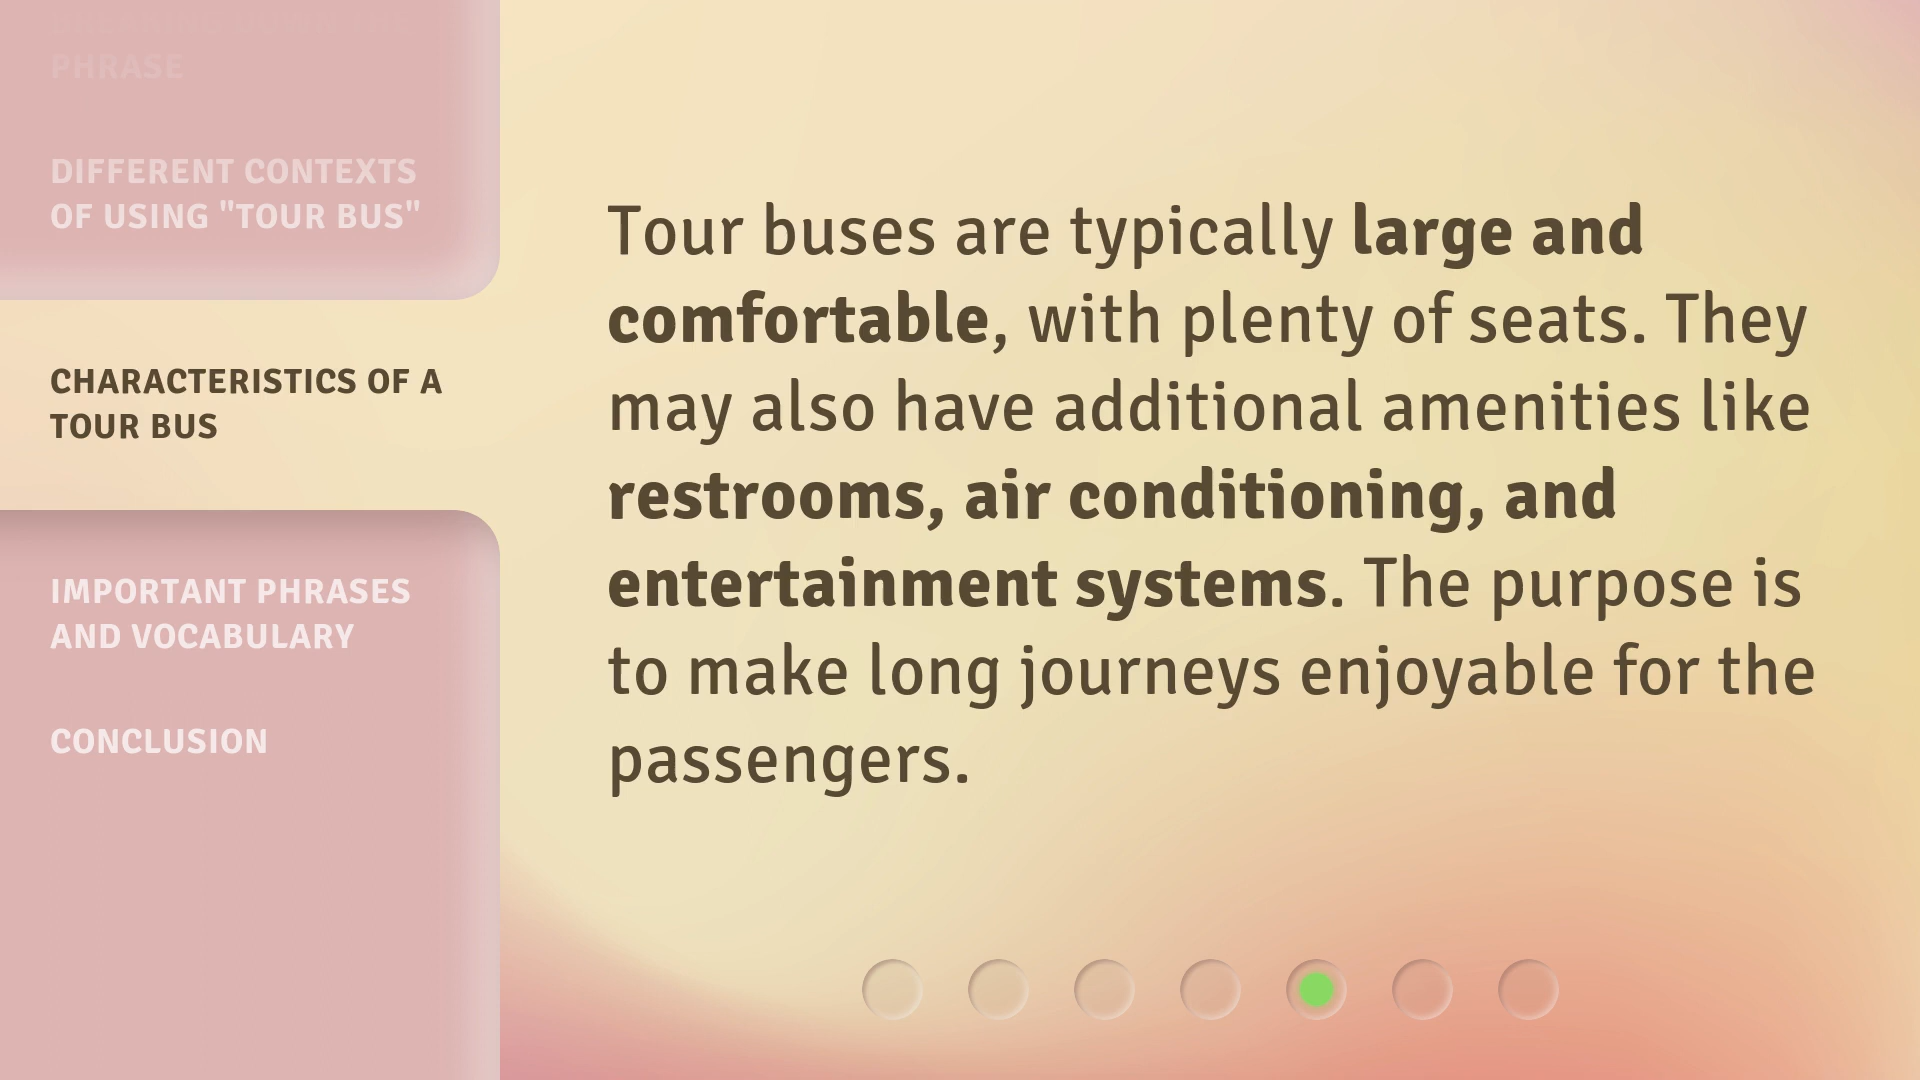 PHRASE
DIFFERENT CONTEXTS
OF USING "TOUR BUS"
CHARACTERISTICS OF A
TOUR BUS
IMPORTANT PHRASES
AND VOCABULARY
CONCLUSION
Tour buses are typically large and
comfortable, with plenty of seats. They
may also have additional amenities like
restrooms, air conditioning, and
entertainment systems. The purpose is
to make long journeys enjoyable for the
passengers.